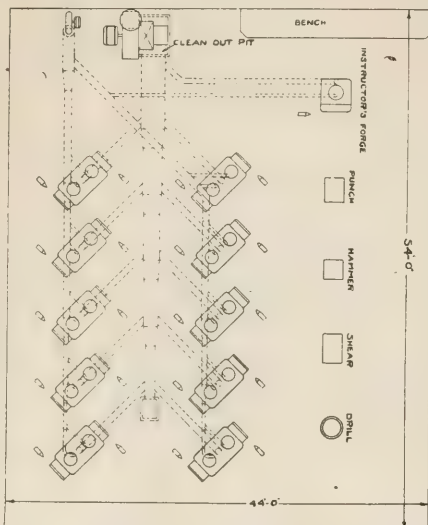 BENCH
CLEAN OUT PIT
INSTRUCTOR'S FORGE
PUNCH
HAMMER
54'-0"
SHEAR
DRILL
44'-0"